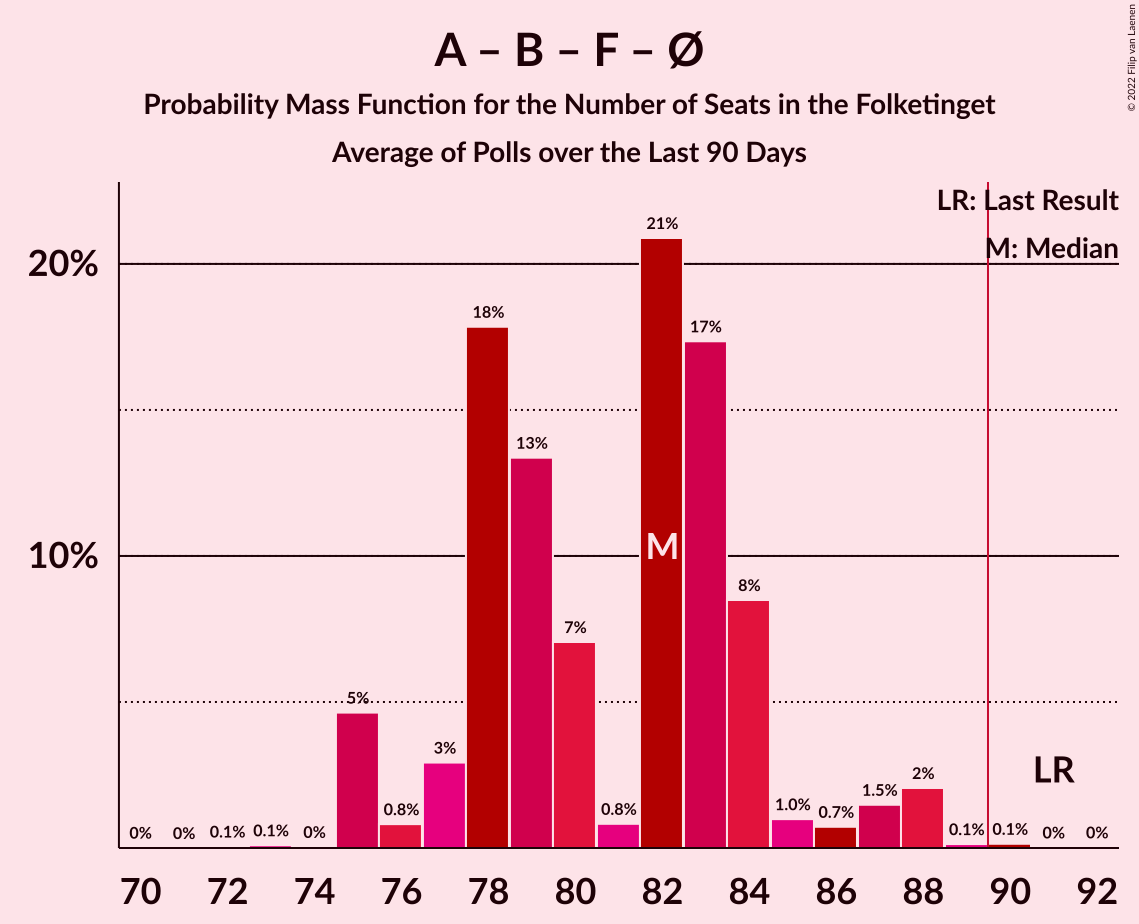 A – B – F – Ø
Probability Mass Function for the Number of Seats in the Folketinget
Average of Polls over the Last 90 Days
© 2022 Filip van Laenen
LR: Last Result
M: Median
20%
10%
0% 0% 0.1% 0.1% 0% 5% 0.8% 3% 18% 13% 7% 0.8% 21% 17% 8% 1.0% 0.7% 1.5% 2% 0.1% 0.1% 0% 0%
M
LR
70 72 74 76 78 80 82 84 86 88 90 92